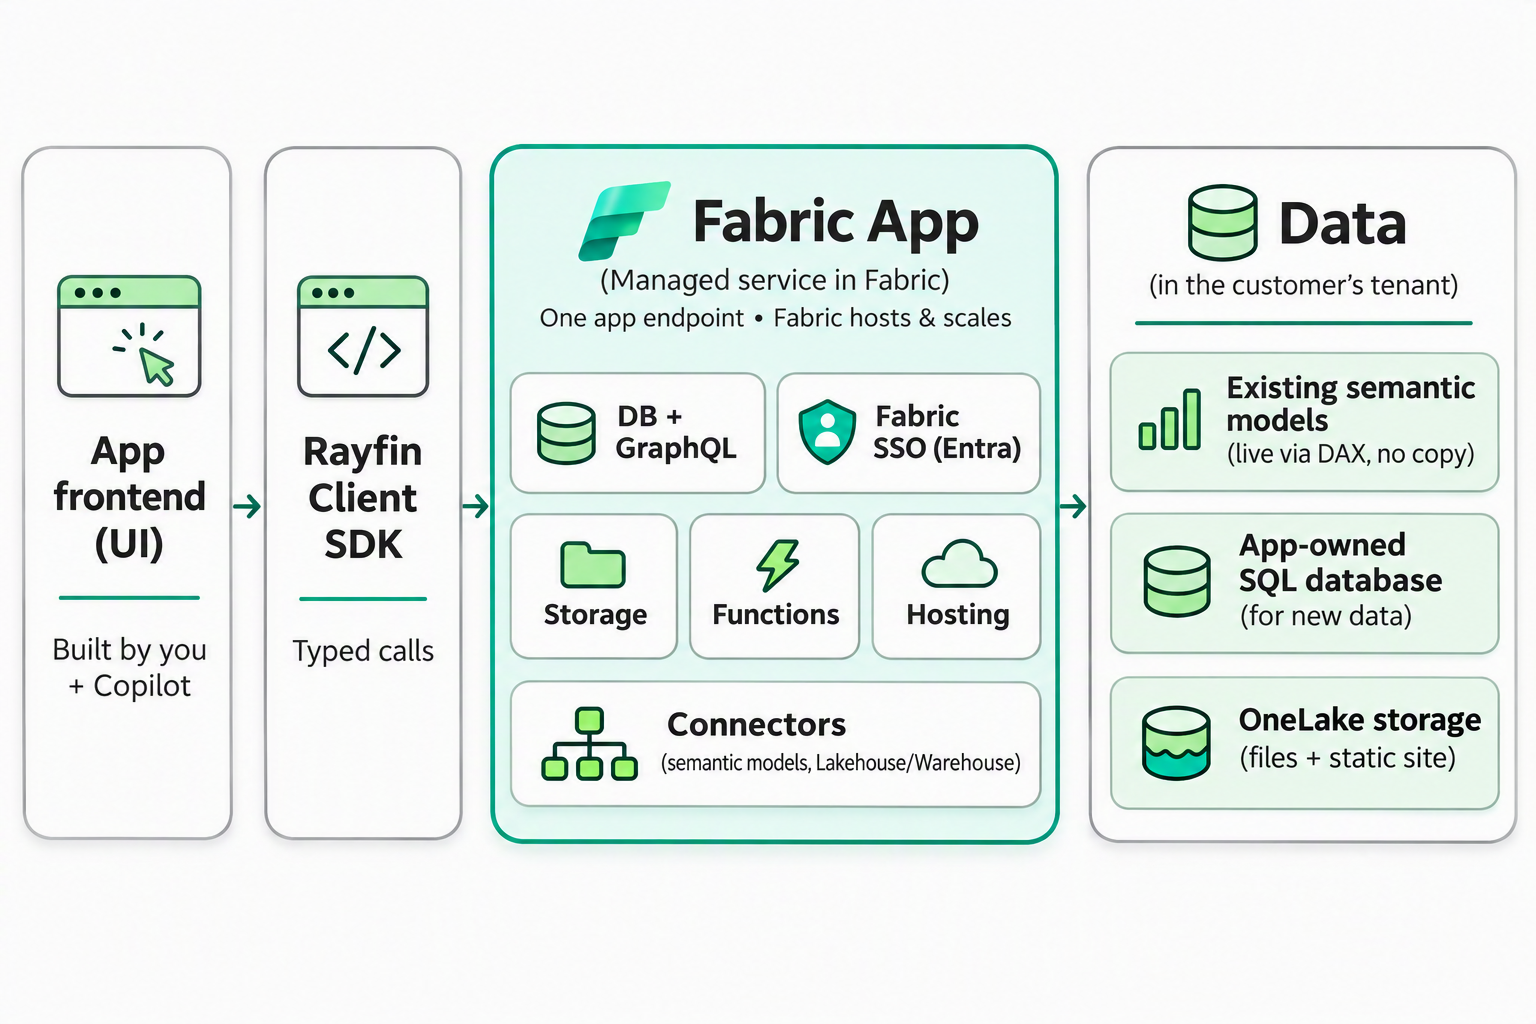 App
frontend
(UI)
Built by you
+ Copilot
Rayfin
Client
SDK
Typed calls
Fabric App
(Managed service in Fabric)
One app endpoint • Fabric hosts & scales
DB +
GraphQL
Fabric
SSO (Entra)
Storage
Functions
Hosting
Connectors
(semantic models, Lakehouse/Warehouse)
Data
(in the customer’s tenant)
Existing semantic
models
(live via DAX, no copy)
App-owned
SQL database
(for new data)
OneLake storage
(files + static site)